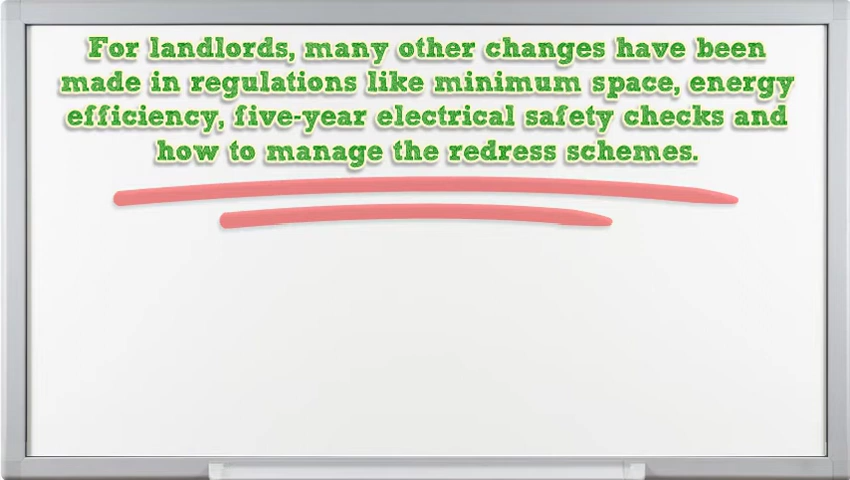 For landlords, many other changes have been
made in regulations like minimum space, energy
efficiency, five-year electrical safety checks and
how to manage the redress schemes.